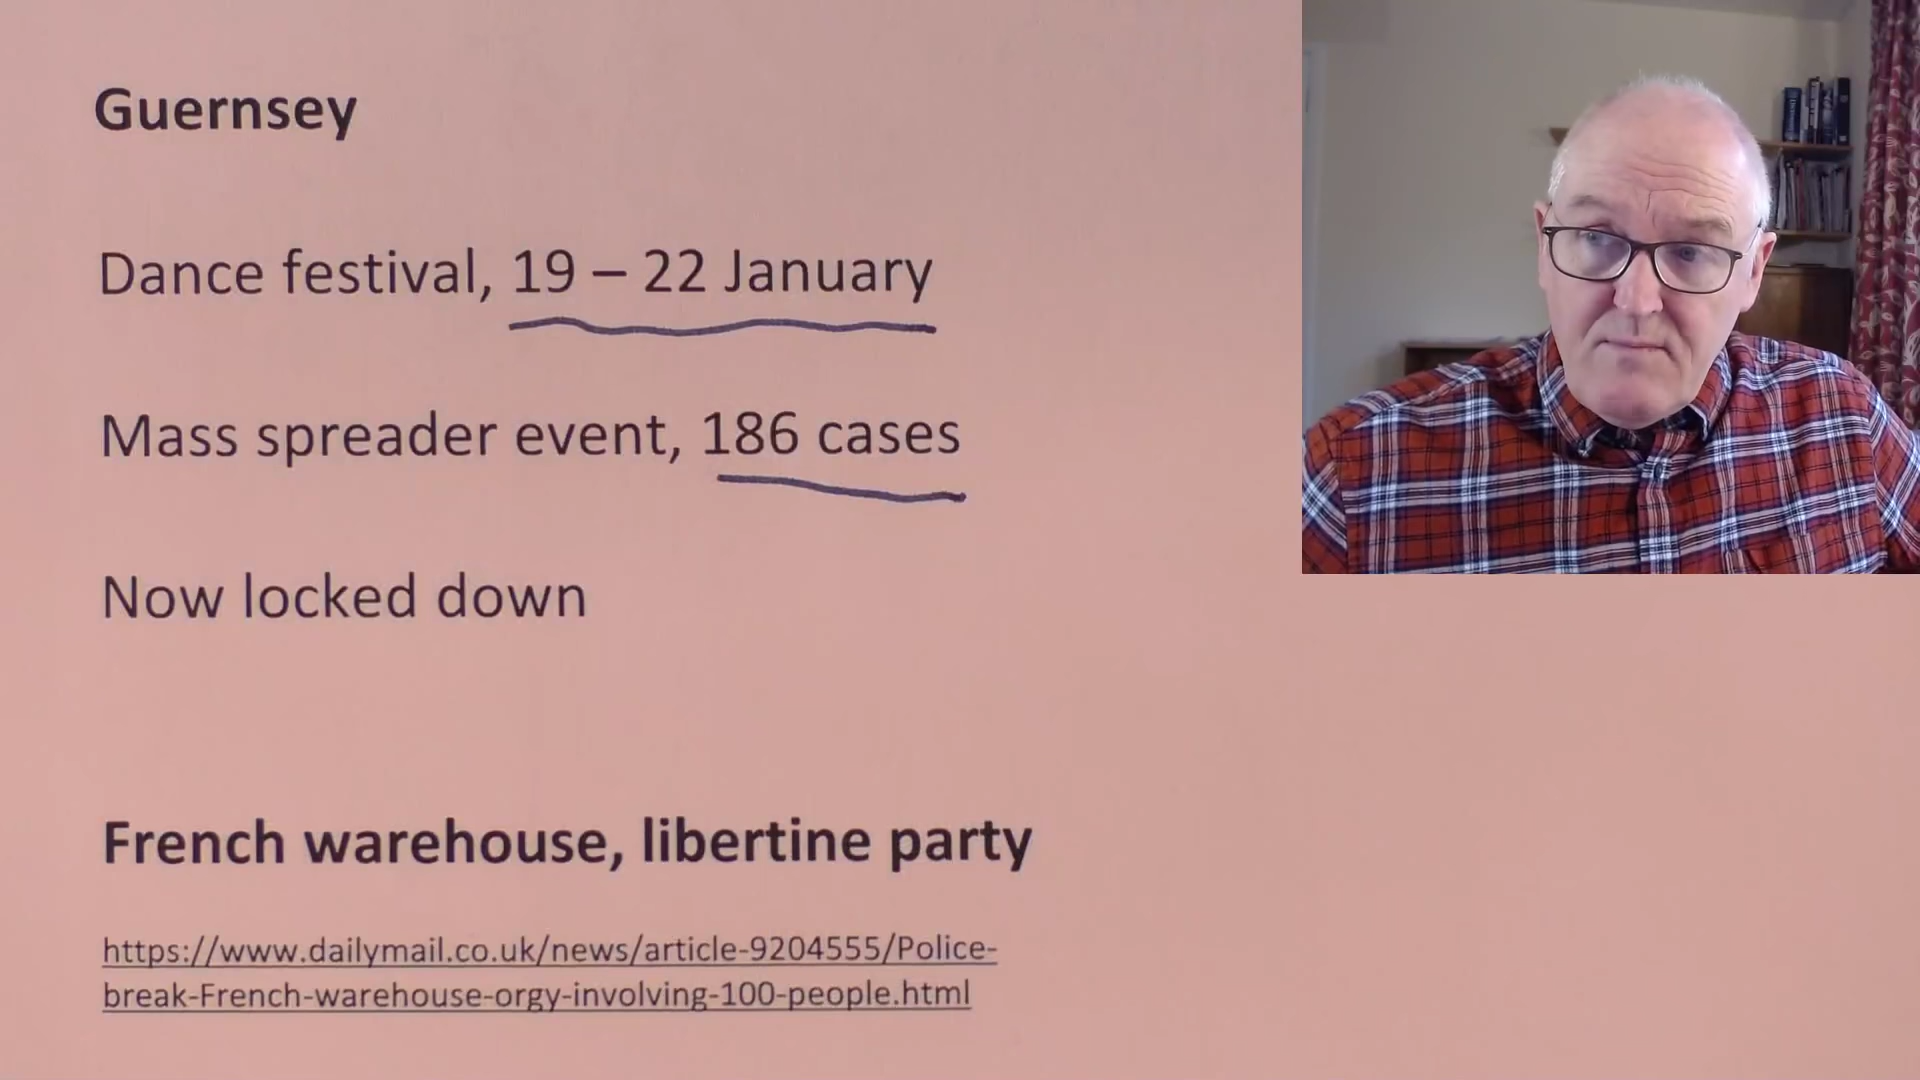 Guernsey
Dance festival, 19 – 22 January
Mass spreader event, 186 cases
Now locked down
French warehouse, libertine party
https://www.dailymail.co.uk/news/article-9204555/Police-
break-French-warehouse-orgy-involving-100-people.html